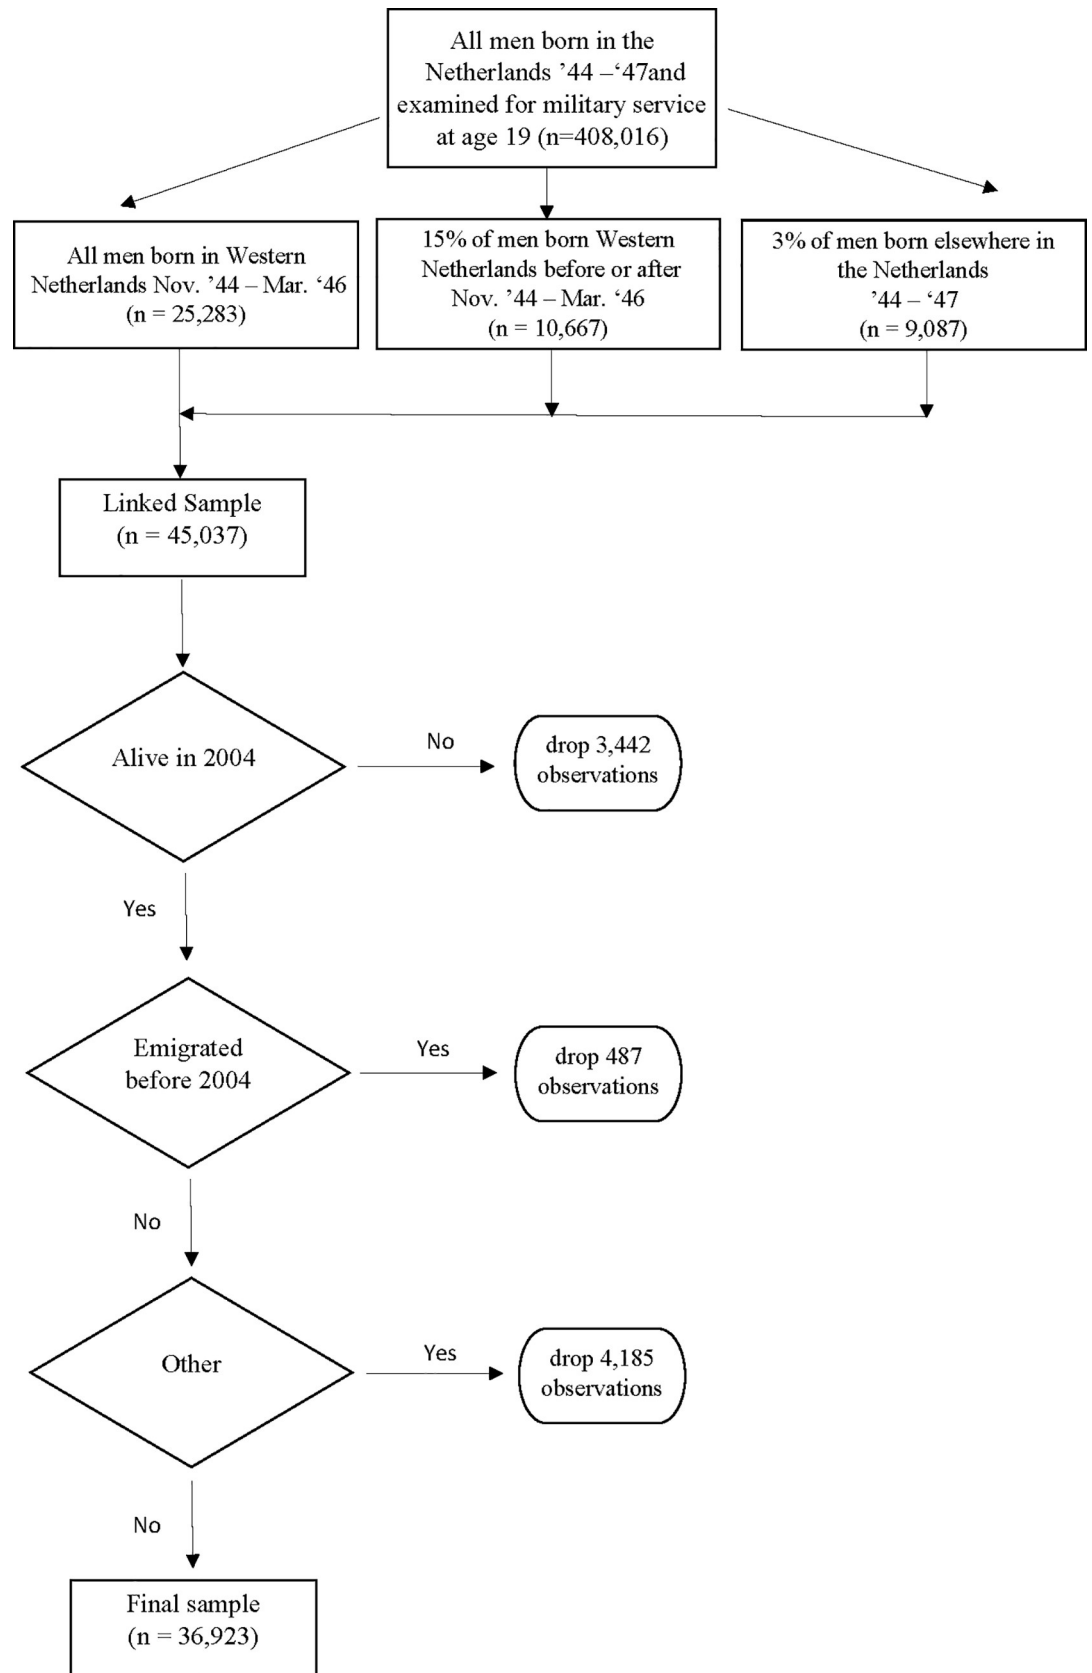 All men born in the
Netherlands ’44 –‘47and
examined for military service
at age 19 (n=408,016)
All men born in Western
Netherlands Nov. ’44 – Mar. ‘46
(n = 25,283)
15% of men born Western
Netherlands before or after
Nov. ’44 – Mar. ‘46
(n = 10,667)
3% of men born elsewhere in
the Netherlands
’44 – ‘47
(n = 9,087)
Linked Sample
(n = 45,037)
Alive in 2004
No
drop 3,442
observations
Yes
Emigrated
before 2004
Yes
drop 487
observations
No
Other
Yes
drop 4,185
observations
No
Final sample
(n = 36,923)